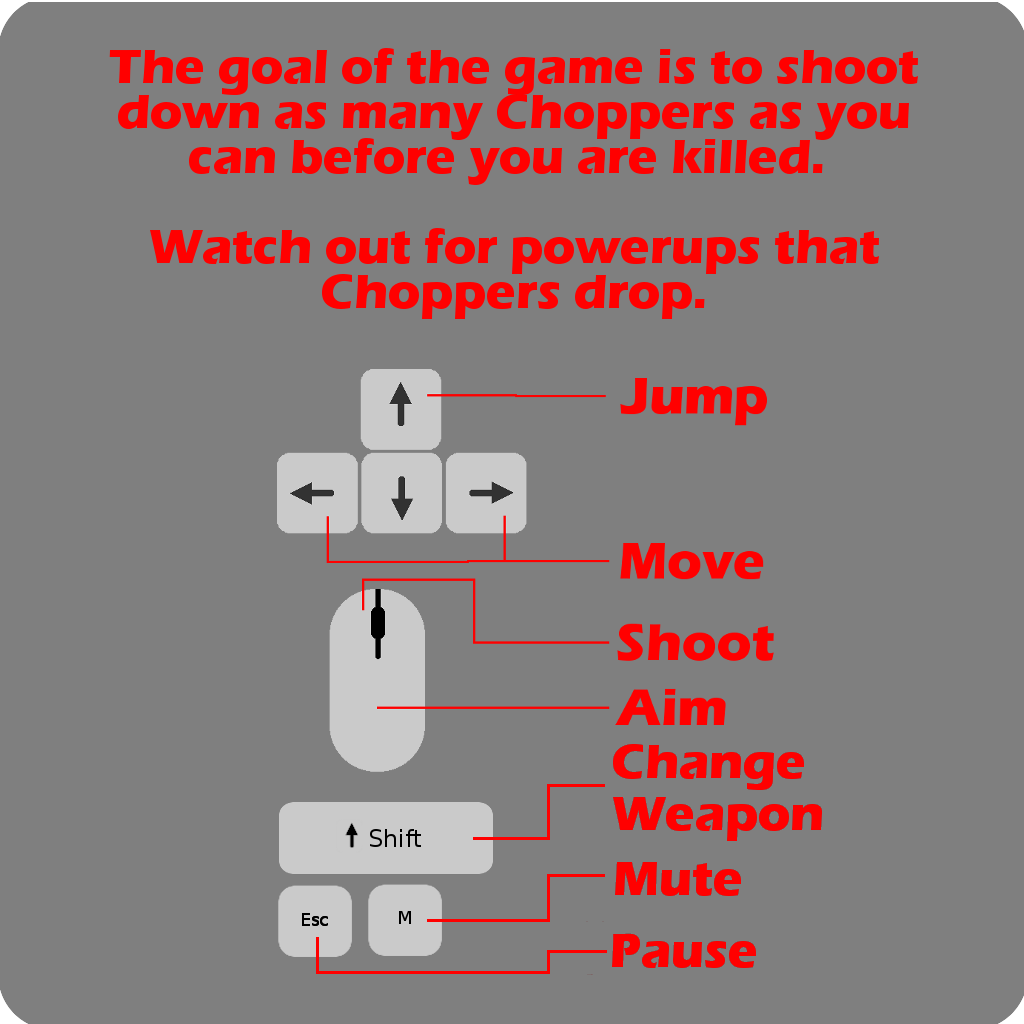 The goal of the game is to shoot
down as many Choppers as you
can before you are killed.
Watch out for powerups that
Choppers drop.
Jump
Move
Shoot
Aim
Change
Weapon
Shift
Mute
Esc
M
Pause